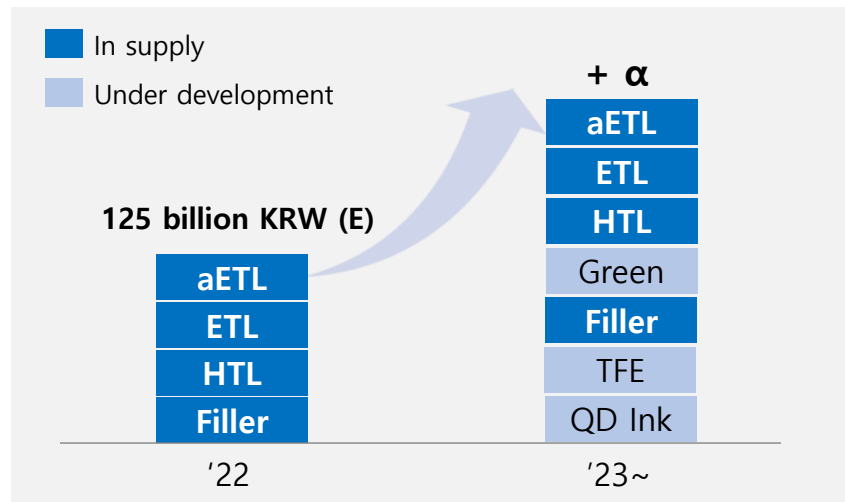 In supply
Under development
125 billion KRW (E)
aETL
ETL
HTL
Filler
'22
+ α
aETL
ETL
HTL
Green
Filler
TFE
QD Ink
'23~